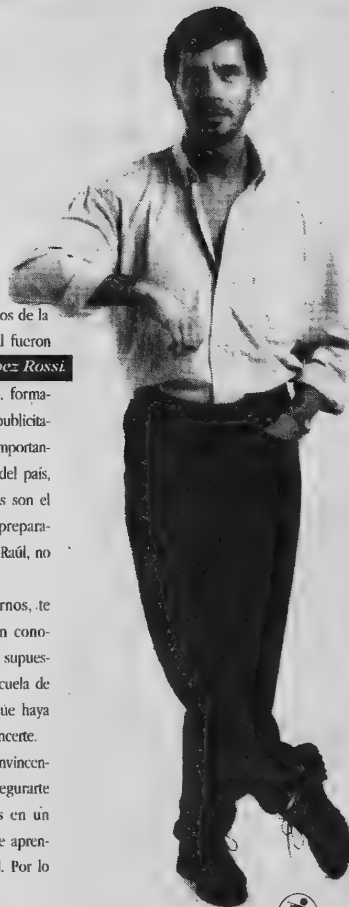 os de la
l fueron
pez Rossi
. forma-
publicita-
mportan-
del país,
s son el
prepara-
Raúl, no
rnos, te
n cono-
supues-
cuela de
ue haya
ncerte.
nvincen-
egurarte
s en un
e apren-
l. Por lo